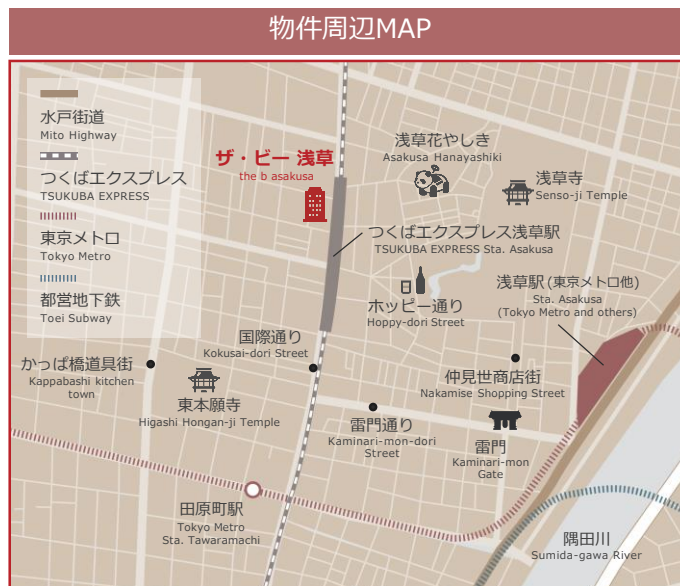 物件周辺MAP
水戸街道
Mito Highway
つくばエクスプレス
TSUKUBA EXPRESS
東京メトロ
Tokyo Metro
都営地下鉄
Toei Subway
ザ・ビー 浅草
the b asakusa
浅草花やしき
Asakusa Hanayashiki
浅草寺
Senso-ji Temple
つくばエクスプレス浅草駅
TSUKUBA EXPRESS Sta. Asakusa
浅草駅 (東京メトロ他)
Sta. Asakusa
(Tokyo Metro and others)
ホッピー通り
Hoppy-dori Street
国際通り
Kokusai-dori Street
かっぱ橋道具街
Kappabashi kitchen
town
東本願寺
Higashi Hongan-ji Temple
仲見世商店街
Nakamise Shopping Street
雷門通り
Kaminari-mon-dori
Street
雷門
Kaminari-mon
Gate
田原町駅
Tokyo Metro
Sta. Tawaramachi
隅田川
Sumida-gawa River